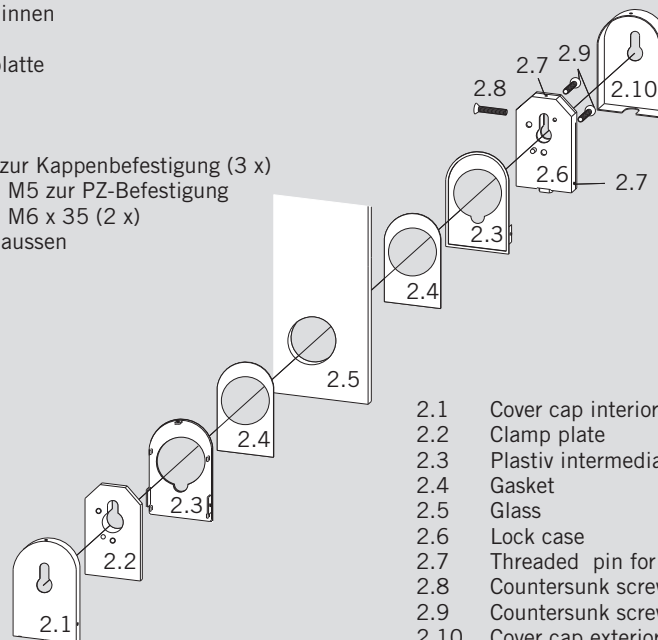 innen
zur Kappenbefestigung (3 x)
M5 zur PZ-Befestigung
M6 x 35 (2 x)
aussen
2.9
2.7
2.8
2.10
2.6
2.7
2.3
2.4
2.5
2.4
2.3
2.2
2.1
2.1 Cover cap interior
2.2 Clamp plate
2.3 Plastiv
2.4 Gasket
2.5 Glass
2.6 Lock case
2.7 Threaded pin for
2.8 Countersunk
2.9 Countersunk
2.10 Cover cap exterior